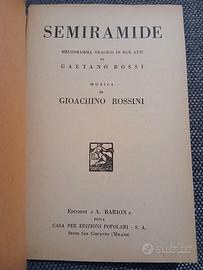 SEMIRAMIDE
MELODRAMMA TRAGICO IN DUE ATTI
DI
GAETANO ROSSI
MUSICA
DI
GIOACHINO ROSSINI
EDIZIONI "A. BARION"
DELLA
CASA PER EDIZIONI POPOLARI - S. A.
SESTO SAN GIOVANNI (MILANO)
subito